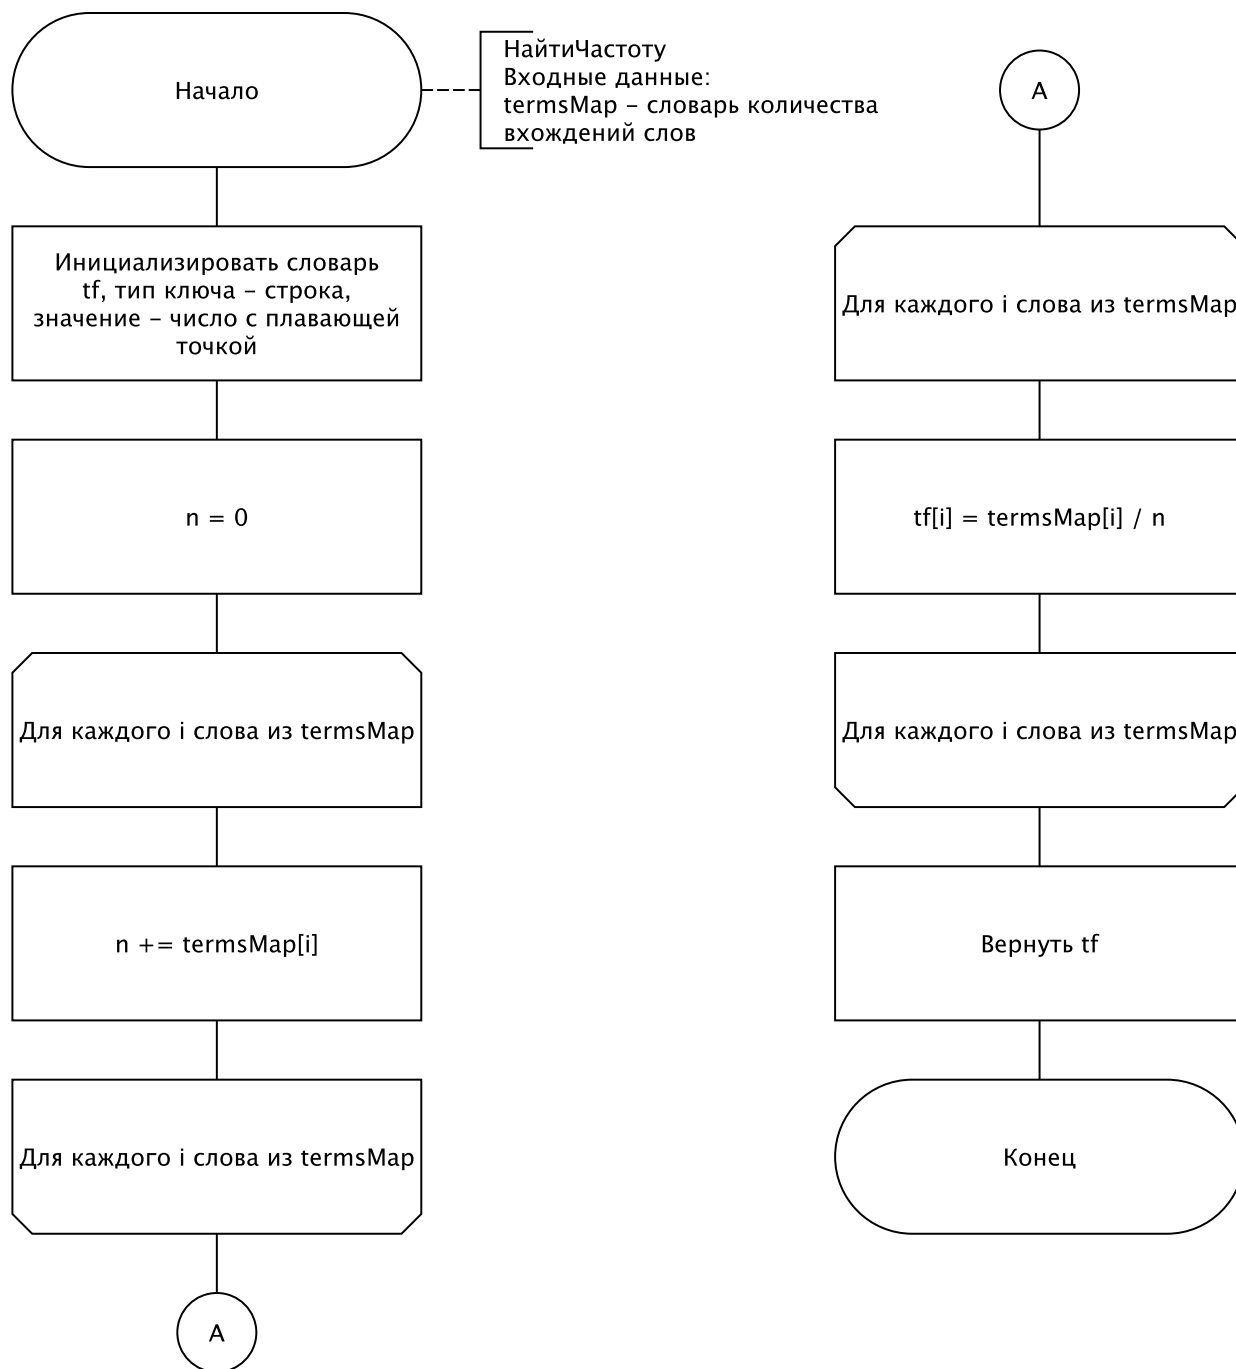 Начало
НайтиЧастоту
Входные данные:
termsMap – словарь количества
вхождений слов
Инициализировать словарь
tf, тип ключа – строка,
значение – число с плавающей
точкой
n = 0
Для каждого i слова из termsMap
n += termsMap[i]
Для каждого i слова из termsMap
A
A
Для каждого i слова из termsMap
tf[i] = termsMap[i] / n
Для каждого i слова из termsMap
Вернуть tf
Конец